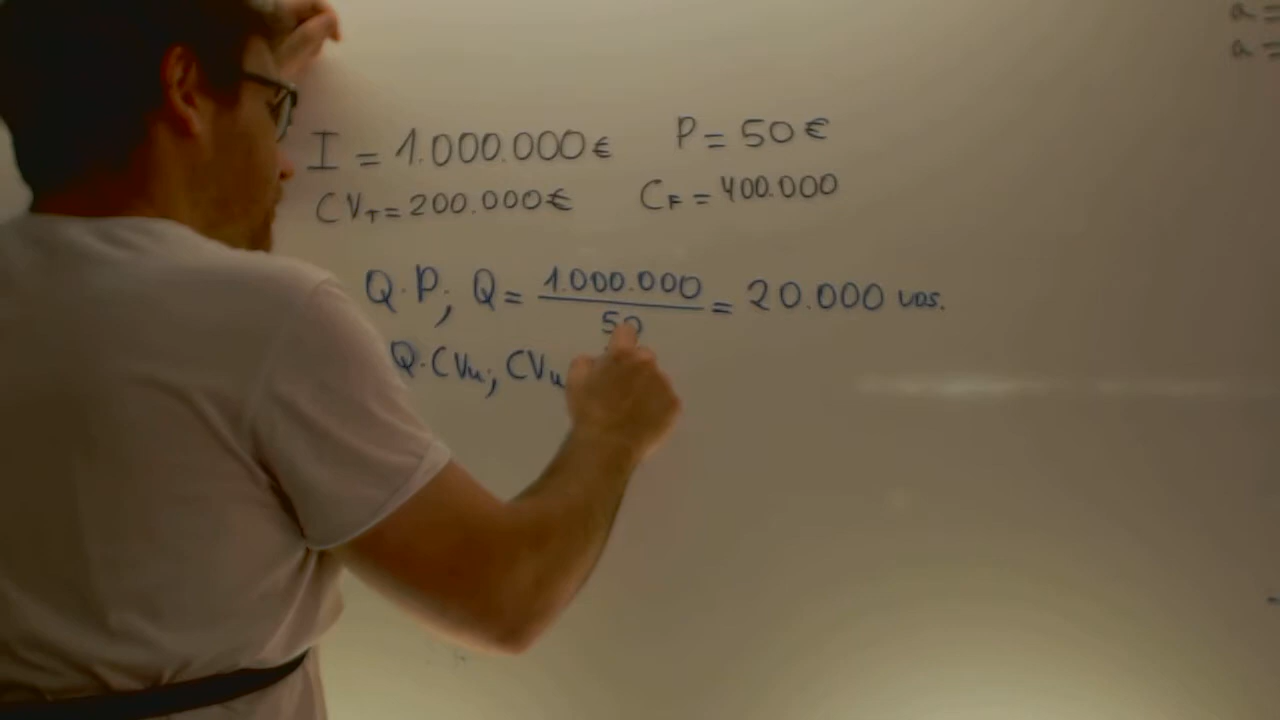 a =
a =
I = 1.000.000€ P = 50€
CVT = 200.000€ CF = 400.000
Q·P; Q = 1.000.000 / 50 = 20.000 uds.
Q·CVu; CVu